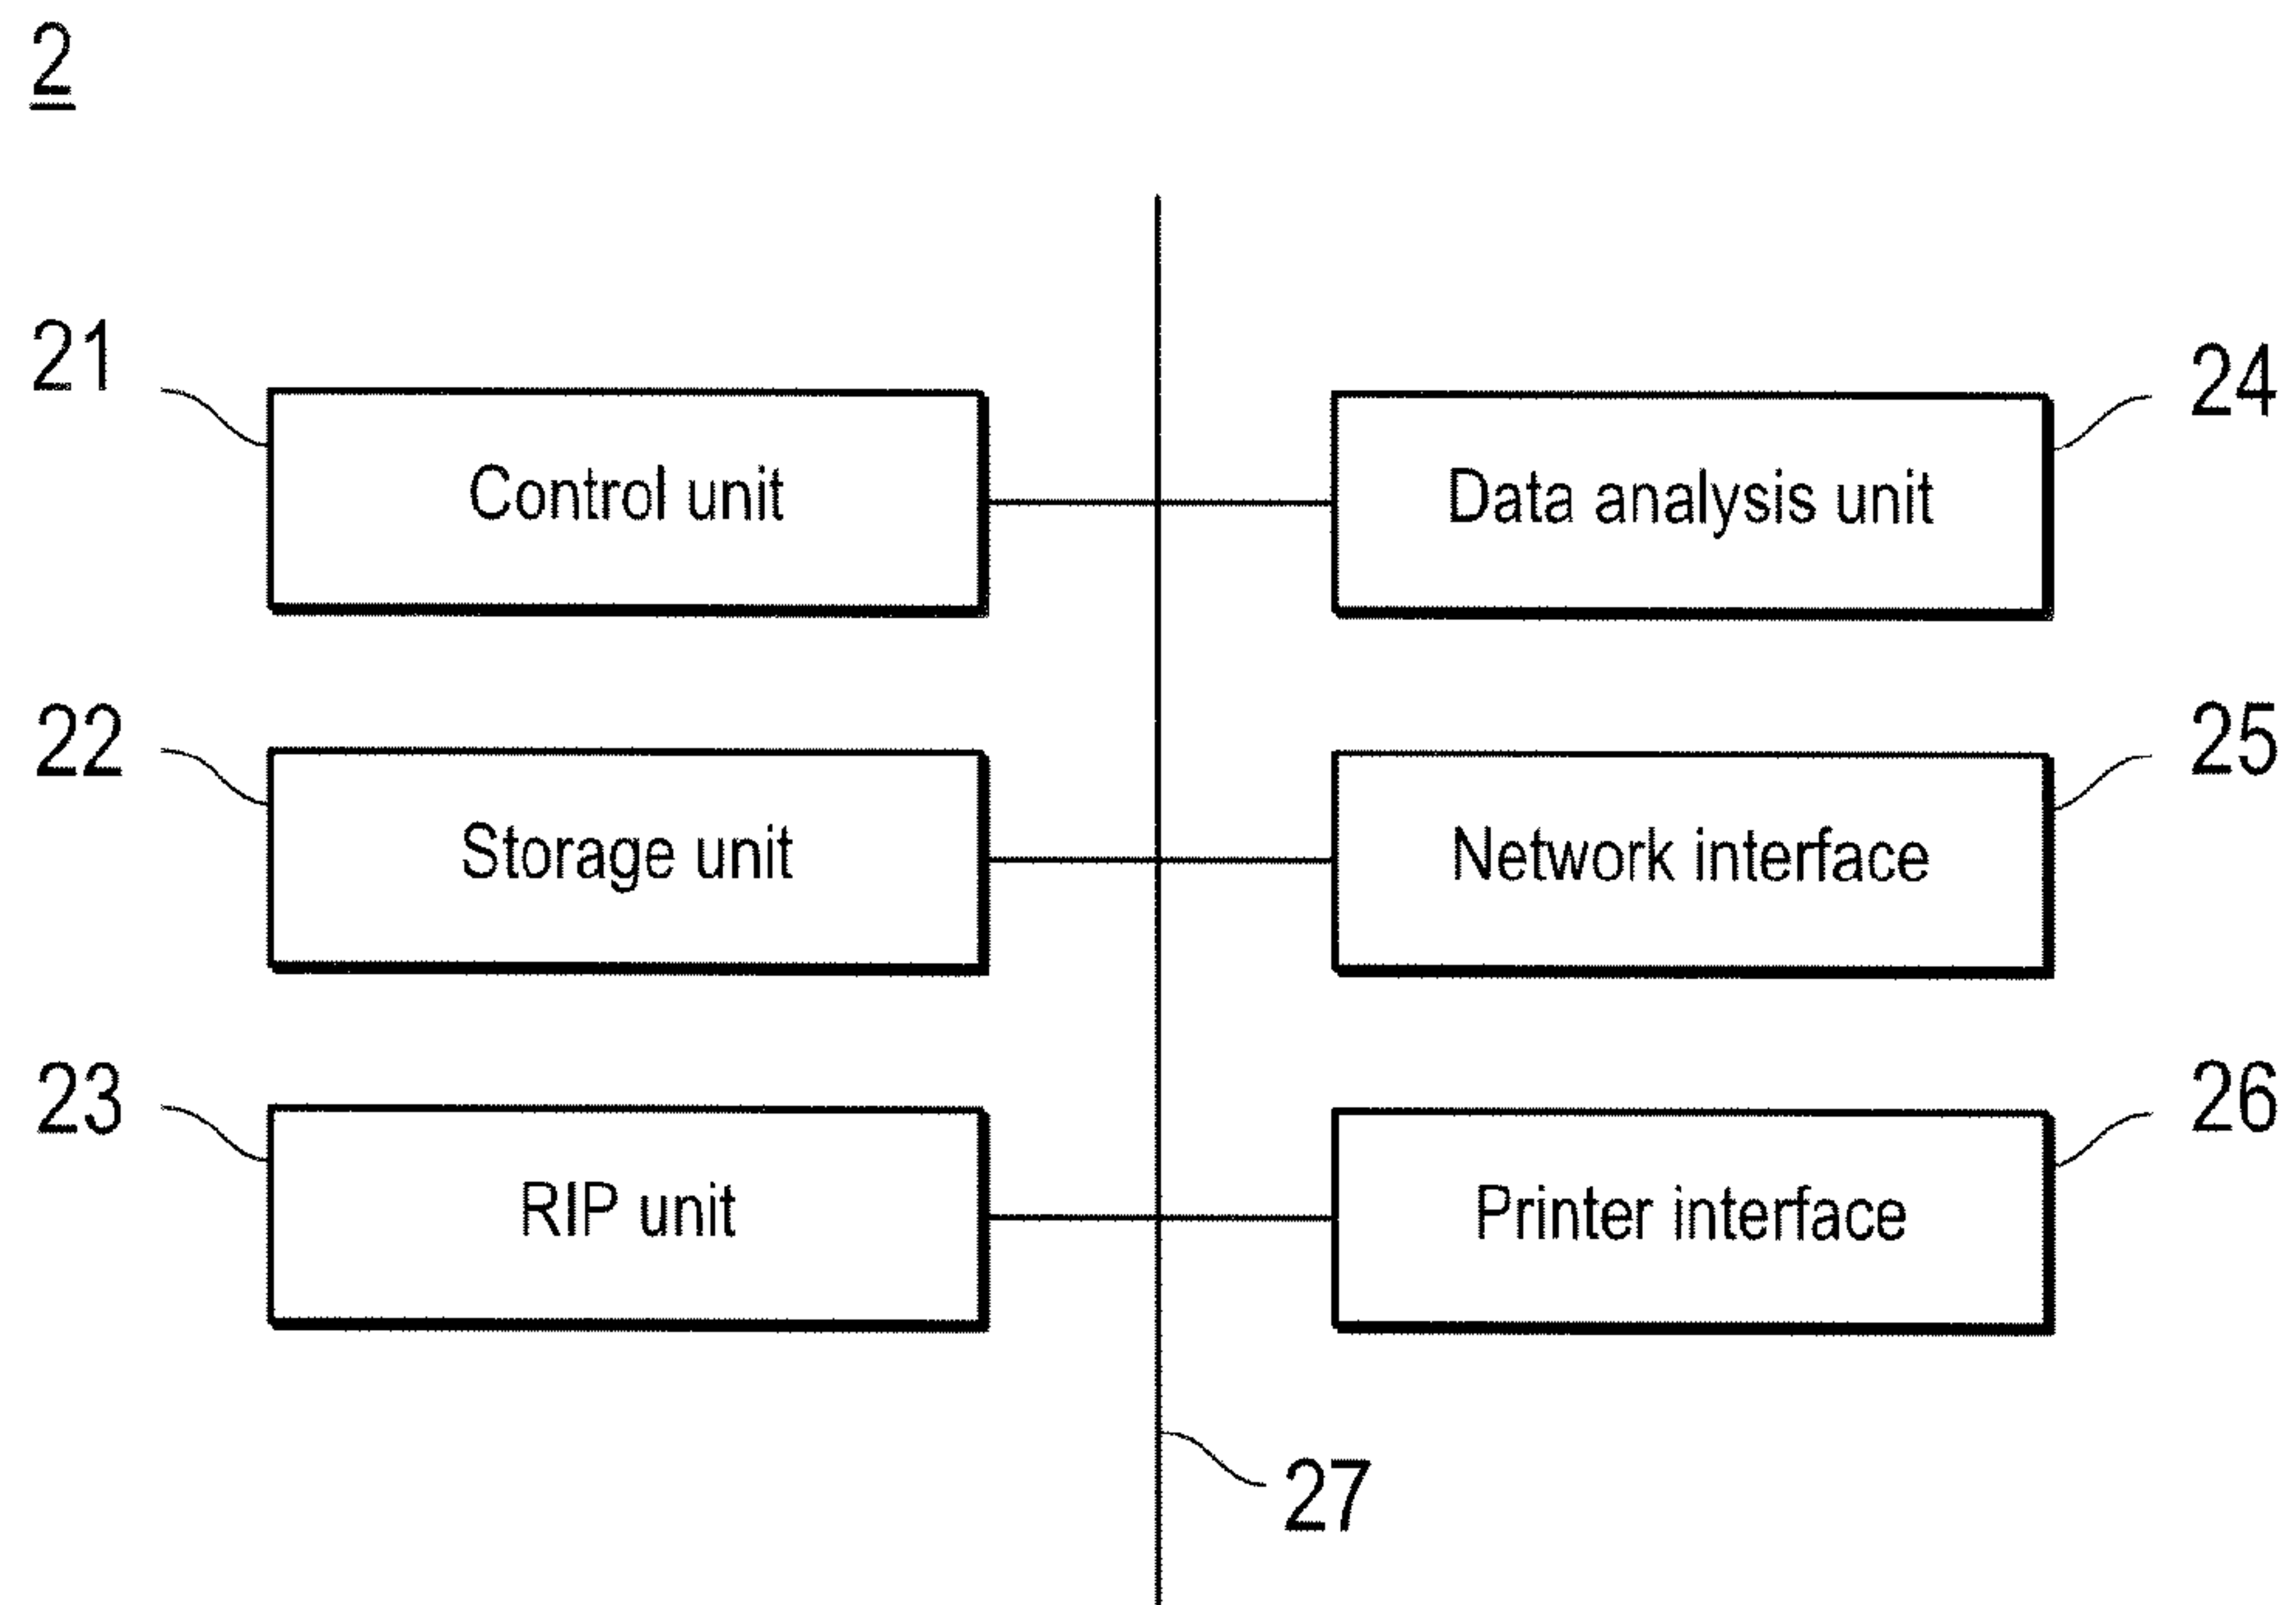 2
21
Control unit
24
Data analysis unit
22
Storage unit
25
Network interface
23
RIP unit
26
Printer interface
27